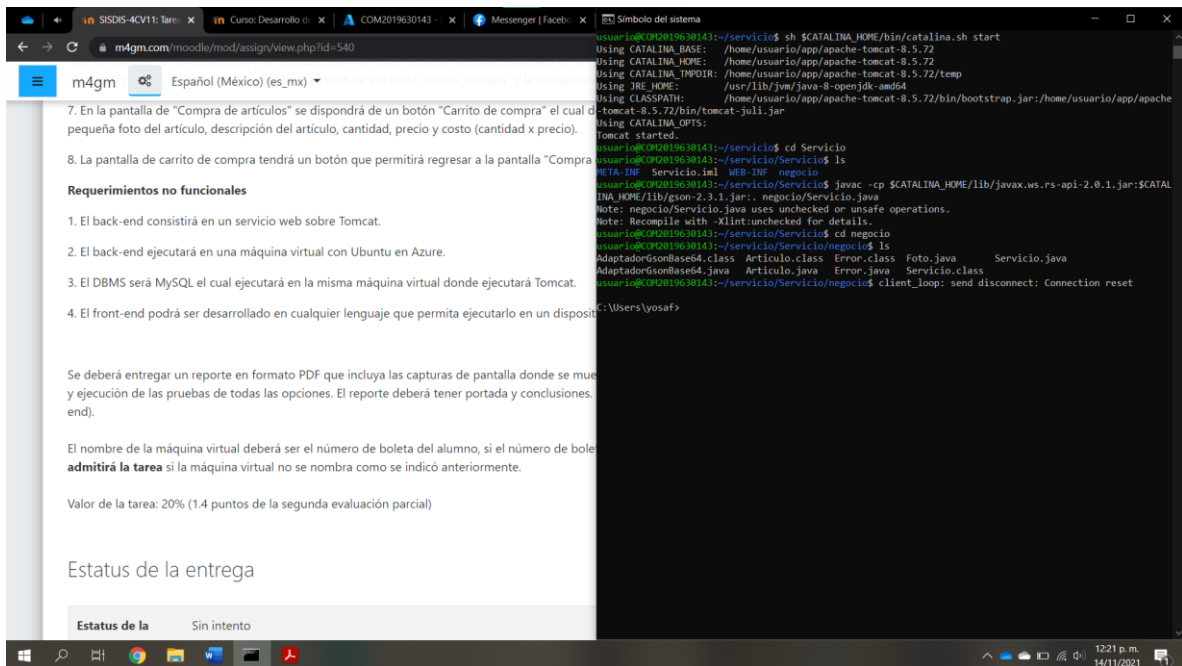 SISDIS-4CV11: Tarea
Curso: Desarrollo de
COM2019630143 -
Messenger | Facebo
m4gm.com/moodle/mod/assign/view.php?id=540
m4gm Español (México) (es_mx)
7. En la pantalla de "Compra de artículos" se dispondrá de un botón "Carrito de compra" el cual d
pequeña foto del artículo, descripción del artículo, cantidad, precio y costo (cantidad x precio).
8. La pantalla de carrito de compra tendrá un botón que permitirá regresar a la pantalla "Compra
Requerimientos no funcionales
1. El back-end consistirá en un servicio web sobre Tomcat.
2. El back-end ejecutará en una máquina virtual con Ubuntu en Azure.
3. El DBMS será MySQL el cual ejecutará en la misma máquina virtual donde ejecutará Tomcat.
4. El front-end podrá ser desarrollado en cualquier lenguaje que permita ejecutarlo en un disposit
Se deberá entregar un reporte en formato PDF que incluya las capturas de pantalla donde se mue
y ejecución de las pruebas de todas las opciones. El reporte deberá tener portada y conclusiones.
end).
El nombre de la máquina virtual deberá ser el número de boleta del alumno, si el número de bole
admitirá la tarea si la máquina virtual no se nombra como se indicó anteriormente.
Valor de la tarea: 20% (1.4 puntos de la segunda evaluación parcial)
Estatus de la entrega
Estatus de la Sin intento
Símbolo del sistema
usuario@COM2019630143:~/servicio$ sh $CATALINA_HOME/bin/catalina.sh start
Using CATALINA_BASE: /home/usuario/app/apache-tomcat-8.5.72
Using CATALINA_HOME: /home/usuario/app/apache-tomcat-8.5.72
Using CATALINA_TMPDIR: /home/usuario/app/apache-tomcat-8.5.72/temp
Using JRE_HOME: /usr/lib/jvm/java-8-openjdk-amd64
Using CLASSPATH: /home/usuario/app/apache-tomcat-8.5.72/bin/bootstrap.jar:/home/usuario/app/apache
-tomcat-8.5.72/bin/tomcat-juli.jar
Using CATALINA_OPTS:
Tomcat started.
usuario@COM2019630143:~/servicio$ cd Servicio
usuario@COM2019630143:~/servicio/Servicio$ ls
META-INF Servicio.iml WEB-INF negocio
usuario@COM2019630143:~/servicio/Servicio$ javac -cp $CATALINA_HOME/lib/javax.ws.rs-api-2.0.1.jar:$CATAL
INA_HOME/lib/gson-2.3.1.jar:. negocio/Servicio.java
Note: negocio/Servicio.java uses unchecked or unsafe operations.
Note: Recompile with -Xlint:unchecked for details.
usuario@COM2019630143:~/servicio/Servicio$ cd negocio
usuario@COM2019630143:~/servicio/Servicio/negocio$ ls
AdaptadorGsonBase64.class Articulo.class Error.class Foto.java Servicio.java
AdaptadorGsonBase64.java Articulo.java Error.java Servicio.class
usuario@COM2019630143:~/servicio/Servicio/negocio$ client_loop: send disconnect: Connection reset
C:\Users\yosaf>
12:21 p. m.
14/11/2021